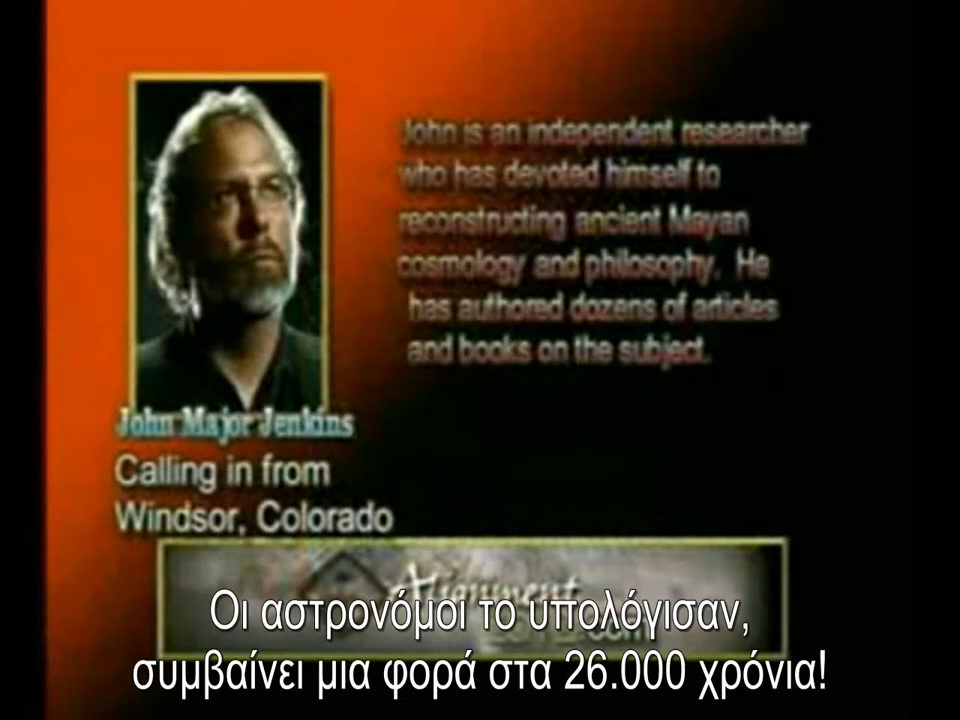 John is an independent researcher
who has devoted himself to
reconstructing ancient Mayan
cosmology and philosophy. He
has authored dozens of articles
and books on the subject.
John Major Jenkins
Calling in from
Windsor, Colorado
Alignment
.com
Οι αστρονόμοι το υπολόγισαν,
συμβαίνει μια φορά στα 26.000 χρόνια!